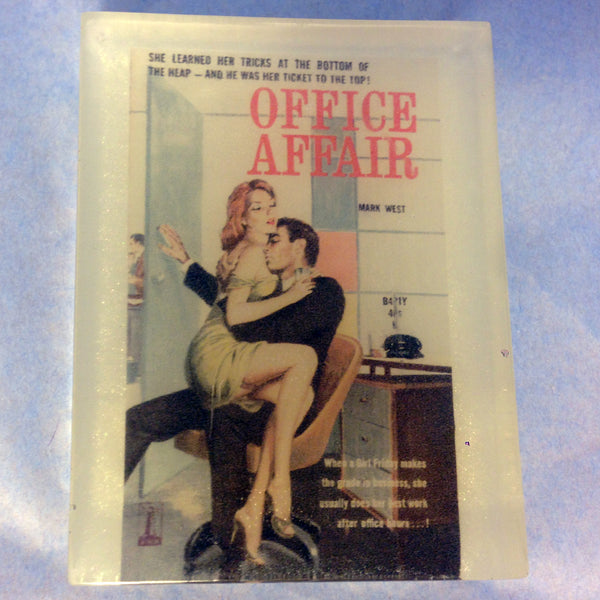 SHE LEARNED HER TRICKS AT THE BOTTOM OF
THE HEAP — AND HE WAS HER TICKET TO THE TOP!
OFFICE
AFFAIR
MARK WEST
When a Girl Friday makes
the grade in business, she
usually does her best work
after office hours . . . !